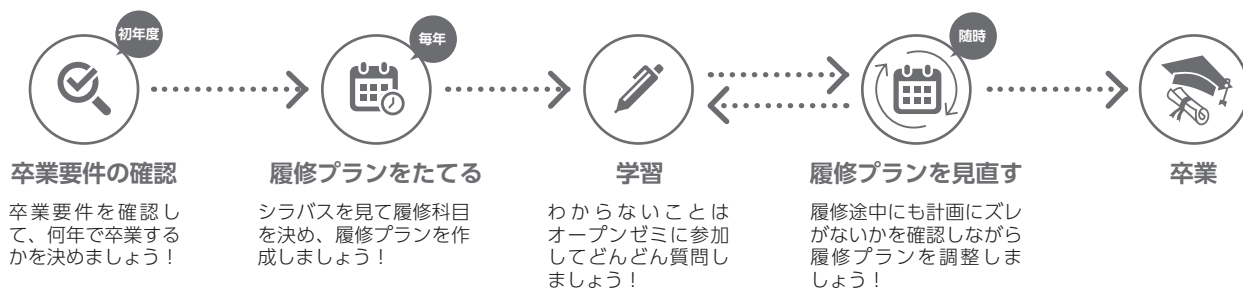 初年度
卒業要件の確認
卒業要件を確認し
て、何年で卒業する
かを決めましょう！
毎年
履修プランをたてる
シラバスを見て履修科目
を決め、履修プランを作
成しましょう！
学習
わからないことは
オープンゼミに参加
してどんどん質問し
ましょう！
随時
履修プランを見直す
履修途中にも計画にズレ
がないかを確認しながら
履修プランを調整しま
しょう！
卒業